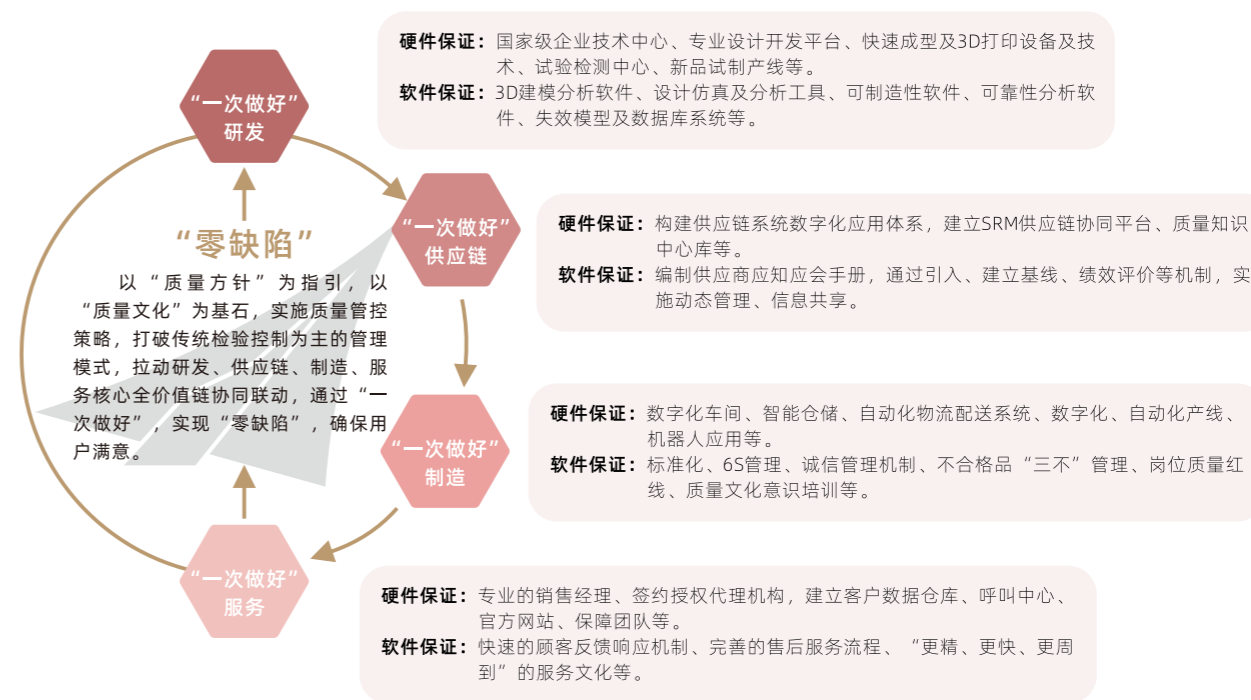 “一次做好”
研发
硬件保证：国家级企业技术中心、专业设计开发平台、快速成型及3D打印设备及技
术、试验检测中心、新品试制产线等。
软件保证：3D建模分析软件、设计仿真及分析工具、可制造性软件、可靠性分析软
件、失效模型及数据库系统等。
“一次做好”
供应链
硬件保证：构建供应链系统数字化应用体系，建立SRM供应链协同平台、质量知识
中心库等。
软件保证：编制供应商应知应会手册，通过引入、建立基线、绩效评价等机制，实
施动态管理、信息共享。
“零缺陷”
以“质量方针”为指引，以
“质量文化”为基石，实施质量管控
策略，打破传统检验控制为主的管理
模式，拉动研发、供应链、制造、服
务核心全价值链协同联动，通过“一
次做好”，实现“零缺陷”，确保用
户满意。
“一次做好”
制造
硬件保证：数字化车间、智能仓储、自动化物流配送系统、数字化、自动化产线、
机器人应用等。
软件保证：标准化、6S管理、诚信管理机制、不合格品“三不”管理、岗位质量红
线、质量文化意识培训等。
“一次做好”
服务
硬件保证：专业的销售经理、签约授权代理机构，建立客户数据仓库、呼叫中心、
官方网站、保障团队等。
软件保证：快速的顾客反馈响应机制、完善的售后服务流程、“更精、更快、更周
到”的服务文化等。